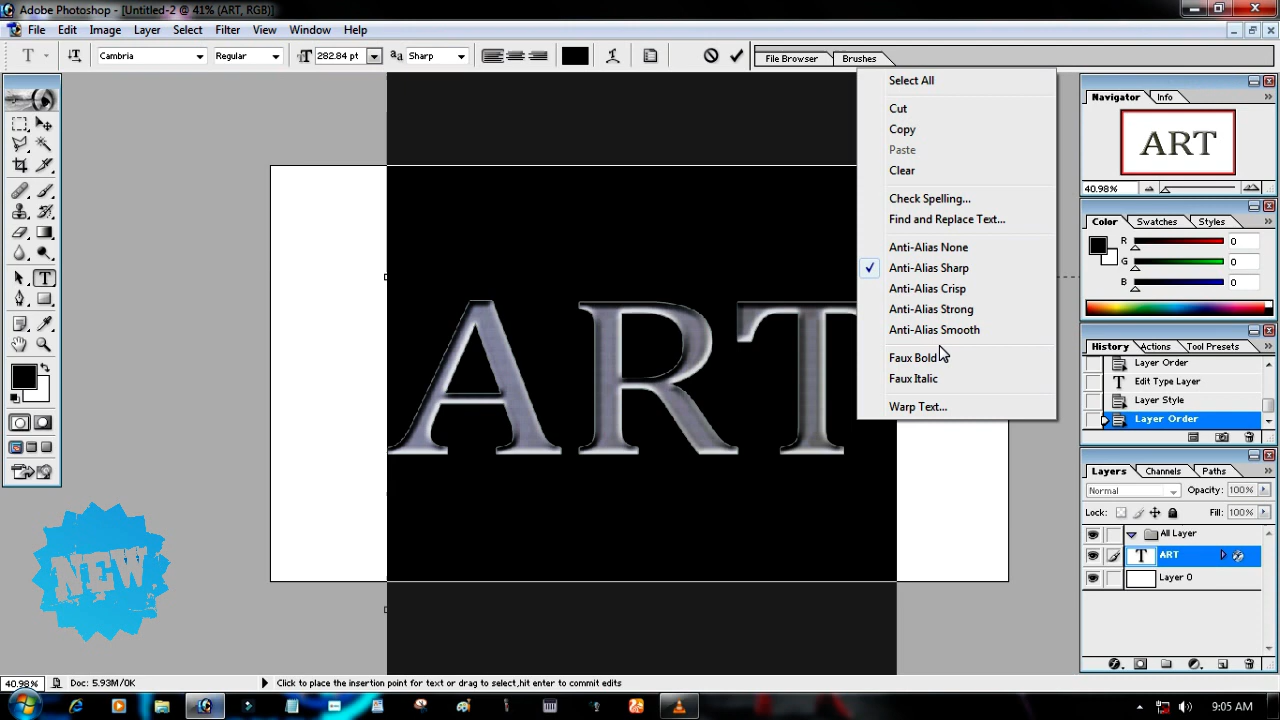 Adobe Photoshop - [Untitled-2 @ 41% (ART, RGB)]
File Edit Image Layer Select Filter View Window Help
T Cambria Regular T 282.84 pt aa Sharp File Browser Brushes
Select All
Cut
Copy
Paste
Clear
Check Spelling...
Find and Replace Text...
Anti-Alias None
Anti-Alias Sharp
Anti-Alias Crisp
Anti-Alias Strong
Anti-Alias Smooth
Faux Bold
Faux Italic
Warp Text...
ART
NEW
Navigator Info
ART
40.98%
Color Swatches Styles
R 0
G 0
B 0
History Actions Tool Presets
Layer Order
T Edit Type Layer
Layer Style
Layer Order
Layers Channels Paths
Normal Opacity: 100%
Lock: Fill: 100%
All Layer
T ART
Layer 0
40.98% Doc: 5.93M/0K Click to place the insertion point for text or drag to select,hit enter to commit edits
9:05 AM